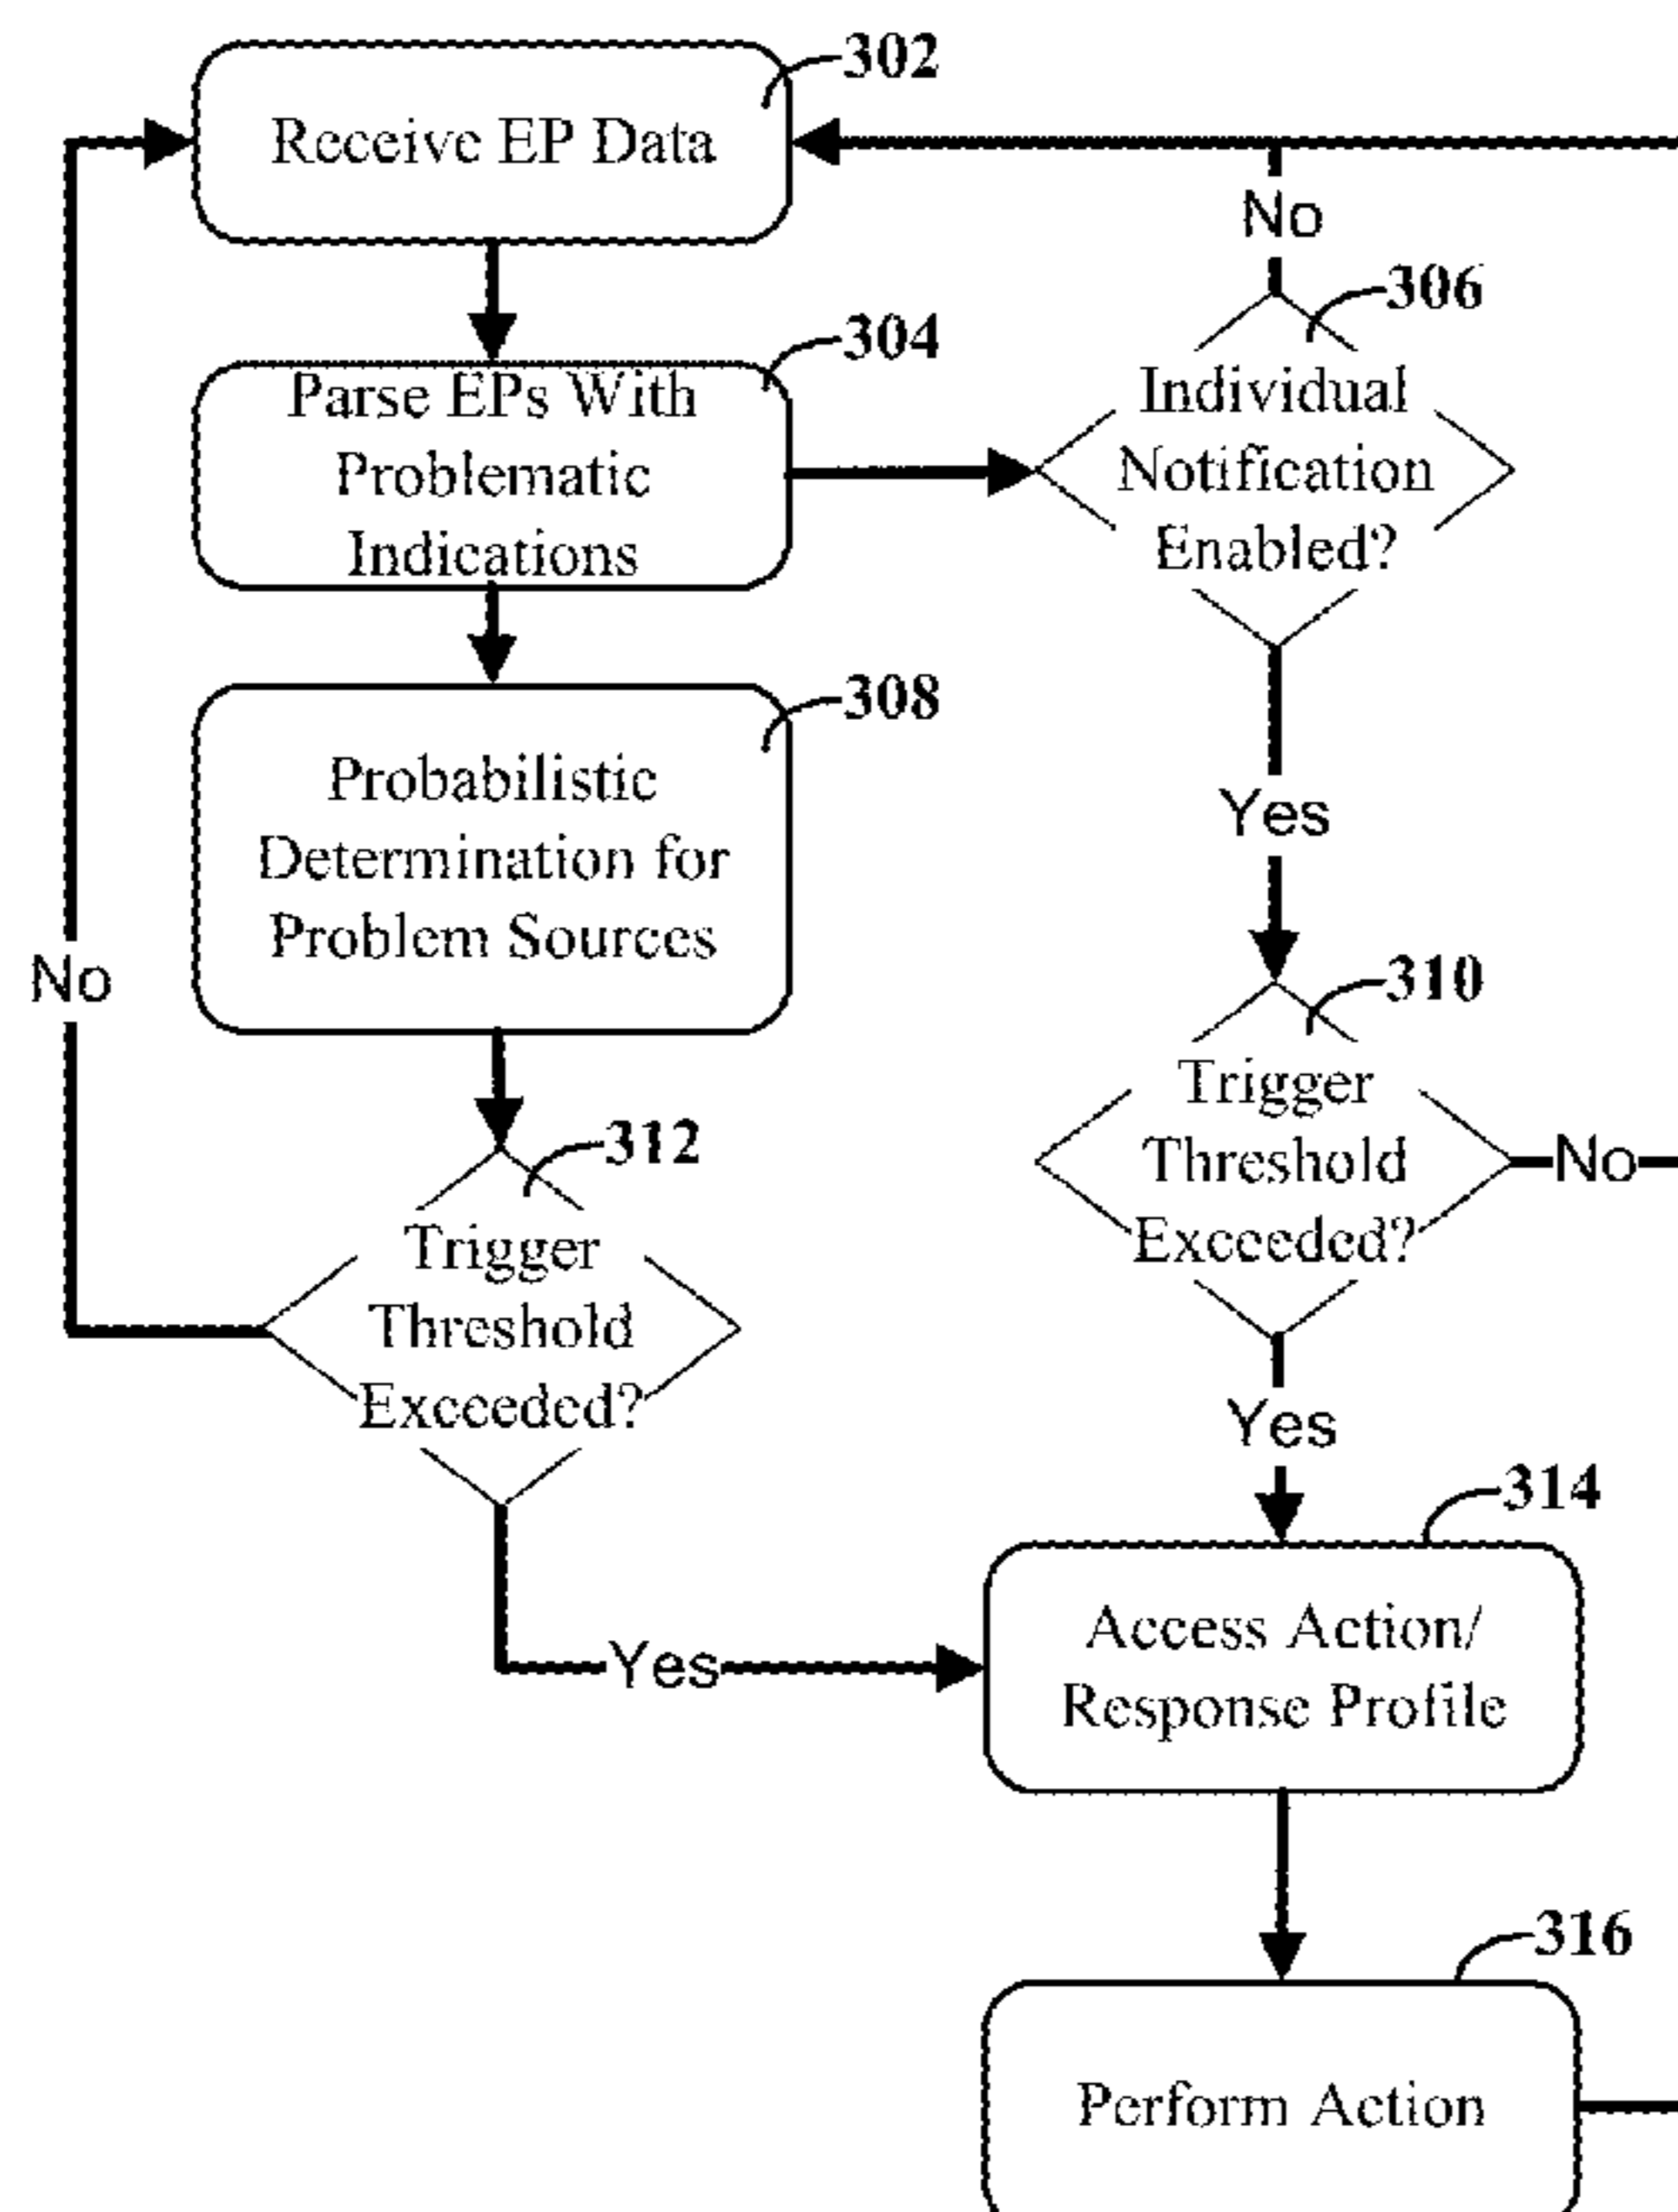 302
Receive EP Data
No
306
304
Parse EPs With
Problematic
Indications
Individual
Notification
Enabled?
308
Probabilistic
Determination for
Problem Sources
Yes
No
310
Trigger
Threshold
Exceeded?
No
312
Trigger
Threshold
Exceeded?
Yes
314
Access Action/
Response Profile
Yes
316
Perform Action